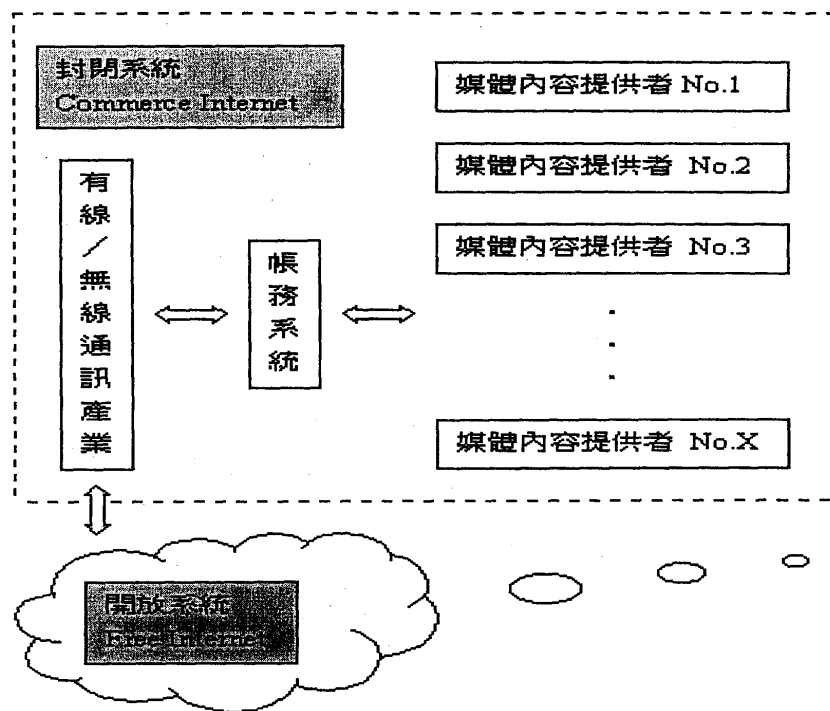 封閉系統
Commerce Internet
媒體內容提供者 No.1
媒體內容提供者 No.2
媒體內容提供者 No.3
媒體內容提供者 No.X
有線／無線通訊產業
帳務系統
開放系統
Free Internet